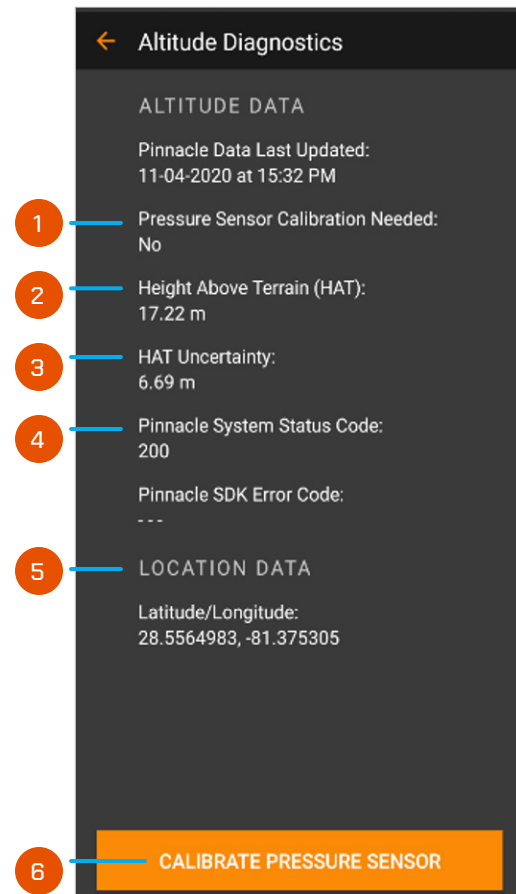 Altitude Diagnostics
ALTITUDE DATA
Pinnacle Data Last Updated:
11-04-2020 at 15:32 PM
1
Pressure Sensor Calibration Needed:
No
2
Height Above Terrain (HAT):
17.22 m
3
HAT Uncertainty:
6.69 m
4
Pinnacle System Status Code:
200
Pinnacle SDK Error Code:
---
5
LOCATION DATA
Latitude/Longitude:
28.5564983, -81.375305
6
CALIBRATE PRESSURE SENSOR